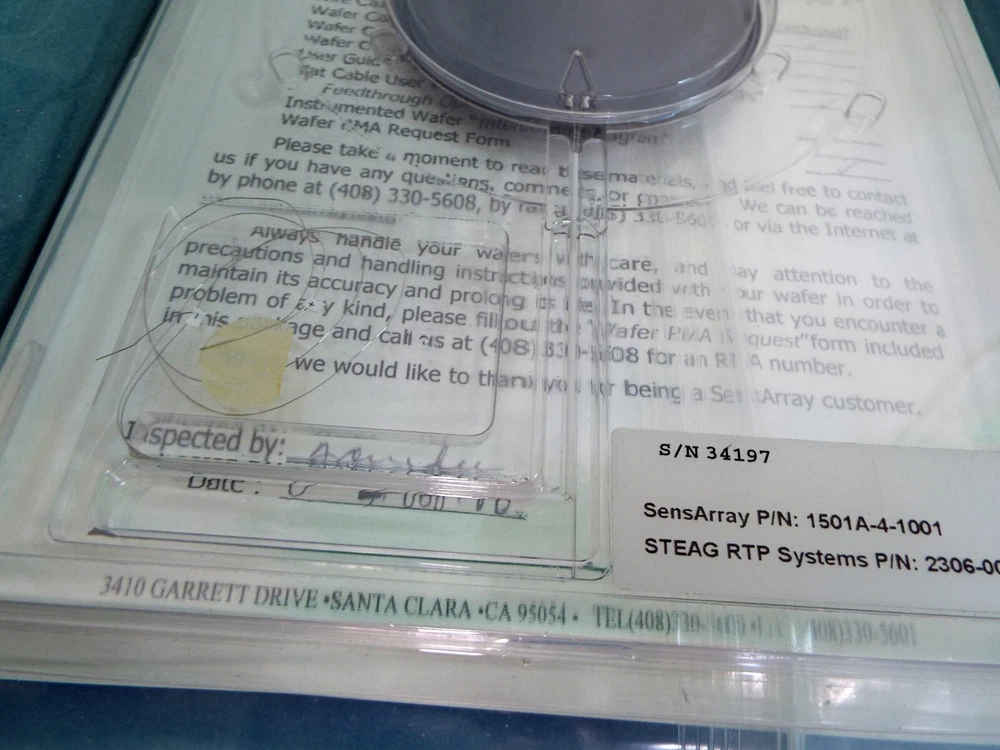 Wafer
Wafer
Wafer
User Guide
Cable User
Feedthrough
Instrumented Wafer
Wafer RMA Request Form
Please take a moment to read these materials, and feel free to contact
us if you have any questions, comments or
by phone at (408) 330-5608, by We can be reached
or via the Internet at
Always handle your wafers with care, and pay attention to the
precautions and handling instructions provided with your wafer in order to
maintain its accuracy and prolong its life. In the event that you encounter a
problem of any kind, please fill out the "Wafer RMA Request" form included
in this package and call us at (408) 330-5608 for an RMA number.
we would like to thank you for being a SensArray customer.
Inspected by:
Date :
S/N 34197
SensArray P/N: 1501A-4-1001
STEAG RTP Systems P/N: 2306-00
3410 GARRETT DRIVE •SANTA CLARA •CA 95054 • TEL(408)330-